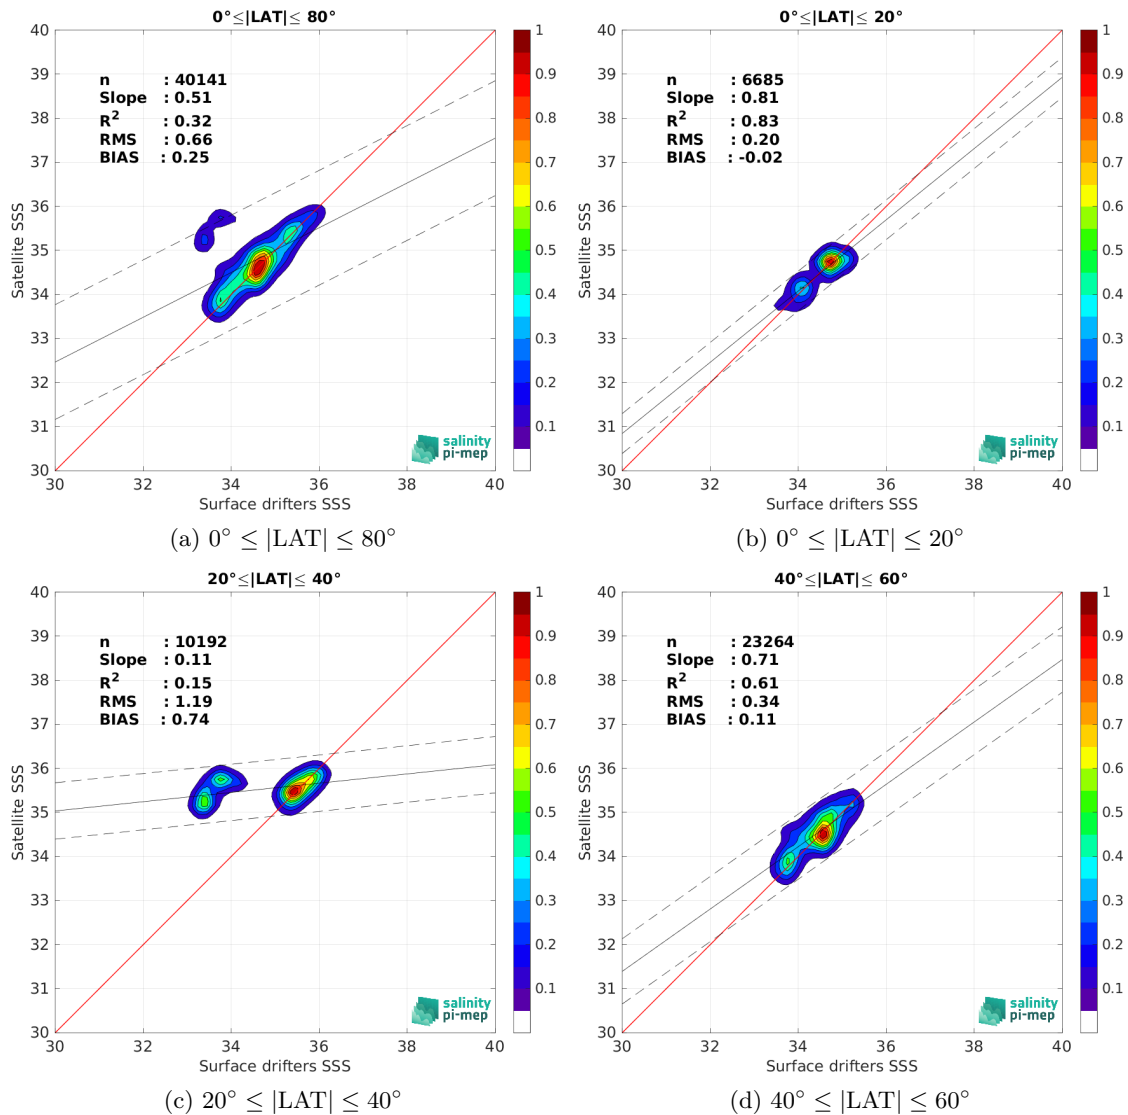 0°≤|LAT|≤ 80°
n : 40141
Slope : 0.51
R2 : 0.32
RMS : 0.66
BIAS : 0.25
Satellite SSS
40
39
38
37
36
35
34
33
32
31
30
30 32 34 36 38 40
Surface drifters SSS
1
0.9
0.8
0.7
0.6
0.5
0.4
0.3
0.2
0.1
salinity
pi-mep
(a) 0° ≤ |LAT| ≤ 80°
0°≤|LAT|≤ 20°
n : 6685
Slope : 0.81
R2 : 0.83
RMS : 0.20
BIAS : -0.02
Satellite SSS
40
39
38
37
36
35
34
33
32
31
30
30 32 34 36 38 40
Surface drifters SSS
1
0.9
0.8
0.7
0.6
0.5
0.4
0.3
0.2
0.1
salinity
pi-mep
(b) 0° ≤ |LAT| ≤ 20°
20°≤|LAT|≤ 40°
n : 10192
Slope : 0.11
R2 : 0.15
RMS : 1.19
BIAS : 0.74
Satellite SSS
40
39
38
37
36
35
34
33
32
31
30
30 32 34 36 38 40
Surface drifters SSS
1
0.9
0.8
0.7
0.6
0.5
0.4
0.3
0.2
0.1
salinity
pi-mep
(c) 20° ≤ |LAT| ≤ 40°
40°≤|LAT|≤ 60°
n : 23264
Slope : 0.71
R2 : 0.61
RMS : 0.34
BIAS : 0.11
Satellite SSS
40
39
38
37
36
35
34
33
32
31
30
30 32 34 36 38 40
Surface drifters SSS
1
0.9
0.8
0.7
0.6
0.5
0.4
0.3
0.2
0.1
salinity
pi-mep
(d) 40° ≤ |LAT| ≤ 60°